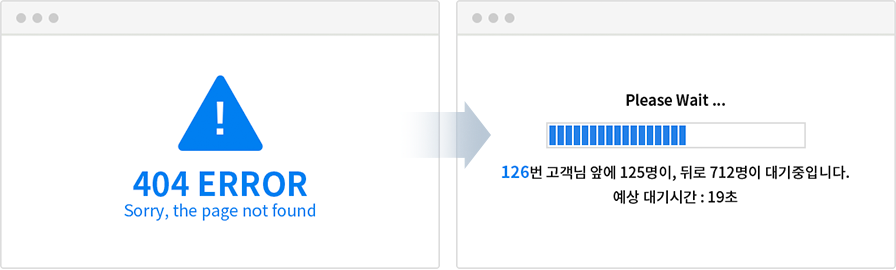 !
404 ERROR
Sorry, the page not found
Please Wait ...
126번 고객님 앞에 125명이, 뒤로 712명이 대기중입니다.
예상 대기시간 : 19초